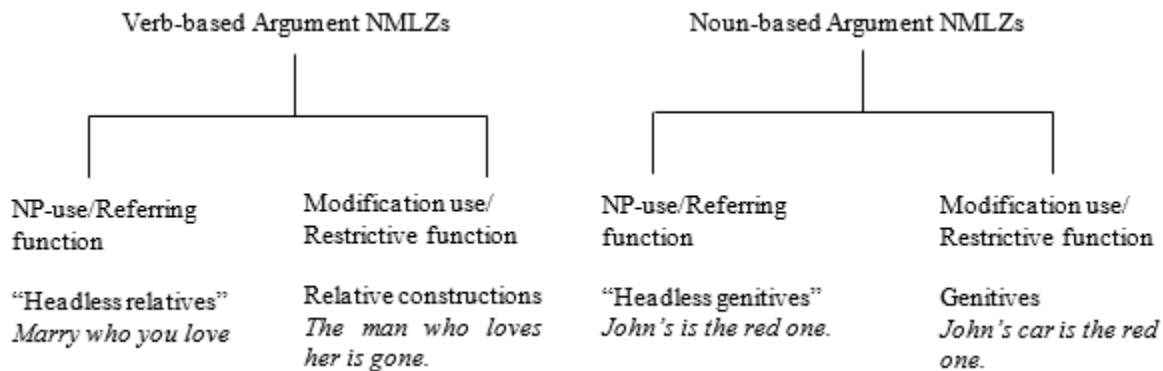 Verb-based Argument NMLZs
NP-use/Referring
function
“Headless relatives”
Marry who you love
Modification use/
Restrictive function
Relative constructions
The man who loves
her is gone.
Noun-based Argument NMLZs
NP-use/Referring
function
“Headless genitives”
John’s is the red one.
Modification use/
Restrictive function
Genitives
John’s car is the red
one.